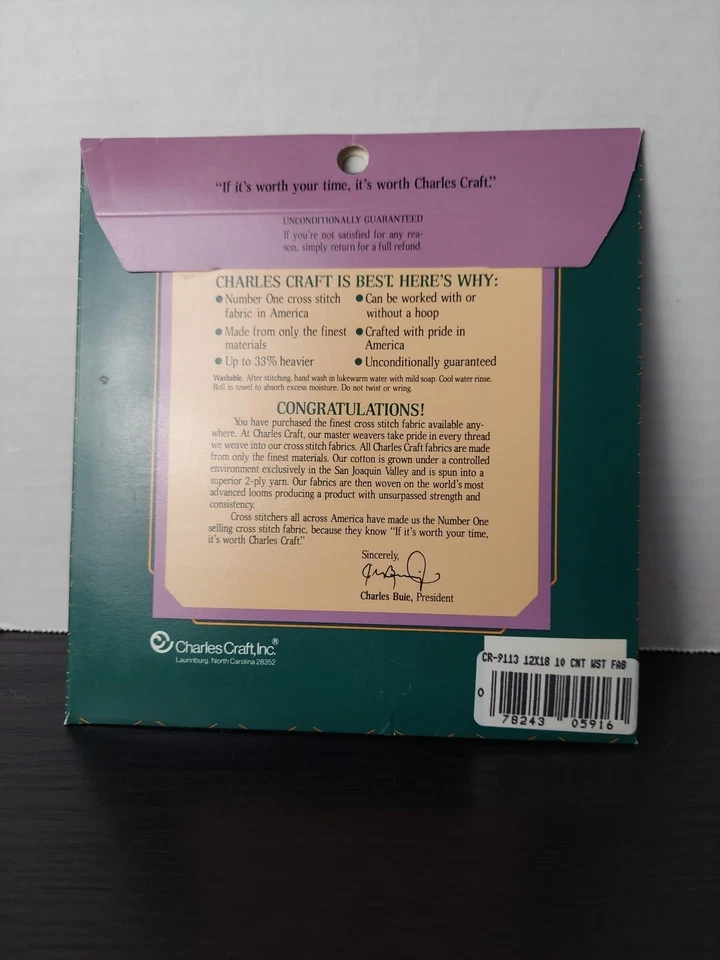 "If it's worth your time, it's worth Charles Craft."
UNCONDITIONALLY GUARANTEED
If you're not satisfied for any rea-
son, simply return for a full refund.
CHARLES CRAFT IS BEST. HERE'S WHY:
● Number One cross stitch
fabric in America
● Made from only the finest
materials
● Up to 33% heavier
● Can be worked with or
without a hoop
● Crafted with pride in
America
● Unconditionally guaranteed
Washable. After stitching, hand wash in lukewarm water with mild soap. Cool water rinse.
Roll in towel to absorb excess moisture. Do not twist or wring.
CONGRATULATIONS!
You have purchased the finest cross stitch fabric available any-
where. At Charles Craft, our master weavers take pride in every thread
we weave into our cross stitch fabrics. All Charles Craft fabrics are made
from only the finest materials. Our cotton is grown under a controlled
environment exclusively in the San Joaquin Valley and is spun into a
superior 2-ply yarn. Our fabrics are then woven on the world's most
advanced looms producing a product with unsurpassed strength and
consistency.
Cross stitchers all across America have made us the Number One
selling cross stitch fabric, because they know "If it's worth your time,
it's worth Charles Craft."
Sincerely,
Charles Buie, President
Charles Craft, Inc.®
Laurinburg, North Carolina 28352
CR-9113 12X18 10 CNT WST FAB
0 78243 05916